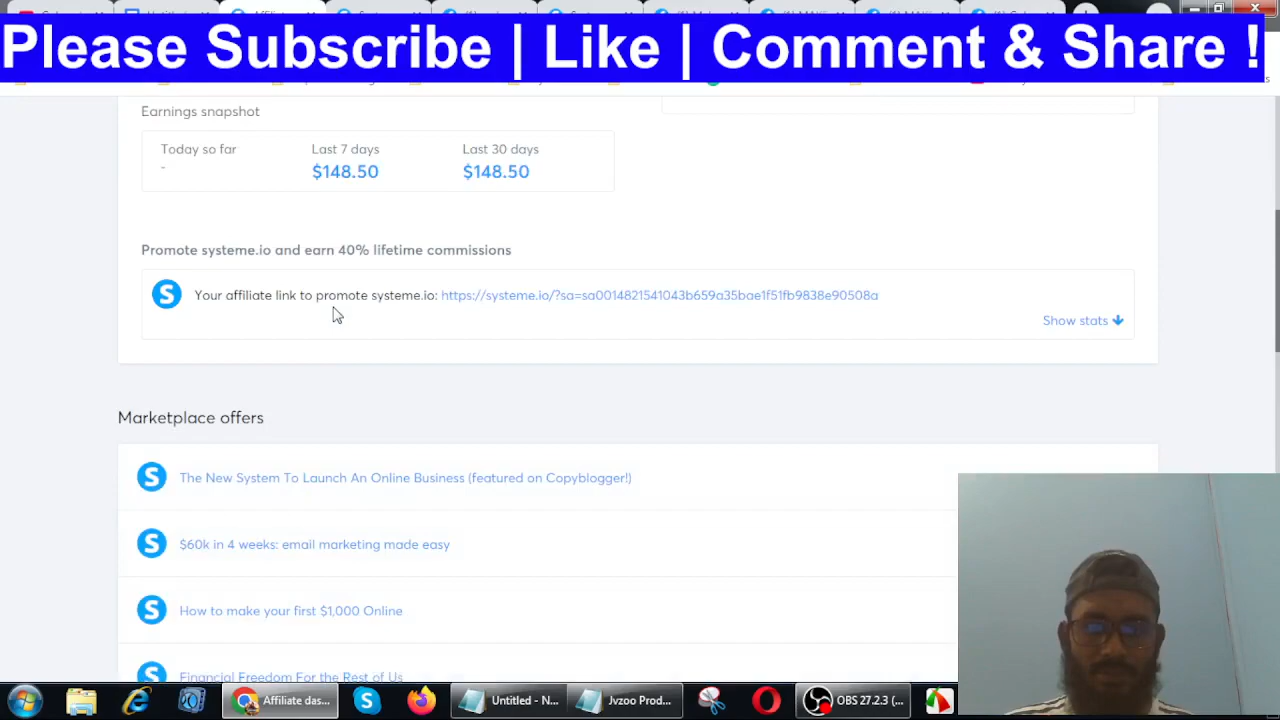 Please Subscribe | Like | Comment & Share !
Earnings snapshot
Today so far
Last 7 days
Last 30 days
-
$148.50
$148.50
Promote systeme.io and earn 40% lifetime commissions
Your affiliate link to promote systeme.io: https://systeme.io/?sa=sa0014821541043b659a35bae1f51fb9838e90508a
Show stats
Marketplace offers
The New System To Launch An Online Business (featured on Copyblogger!)
$60k in 4 weeks: email marketing made easy
How to make your first $1,000 Online
Financial Freedom For the Rest of Us
Affiliate das...
Untitled - N...
Jvzoo Prod...
OBS 27.2.3 (...